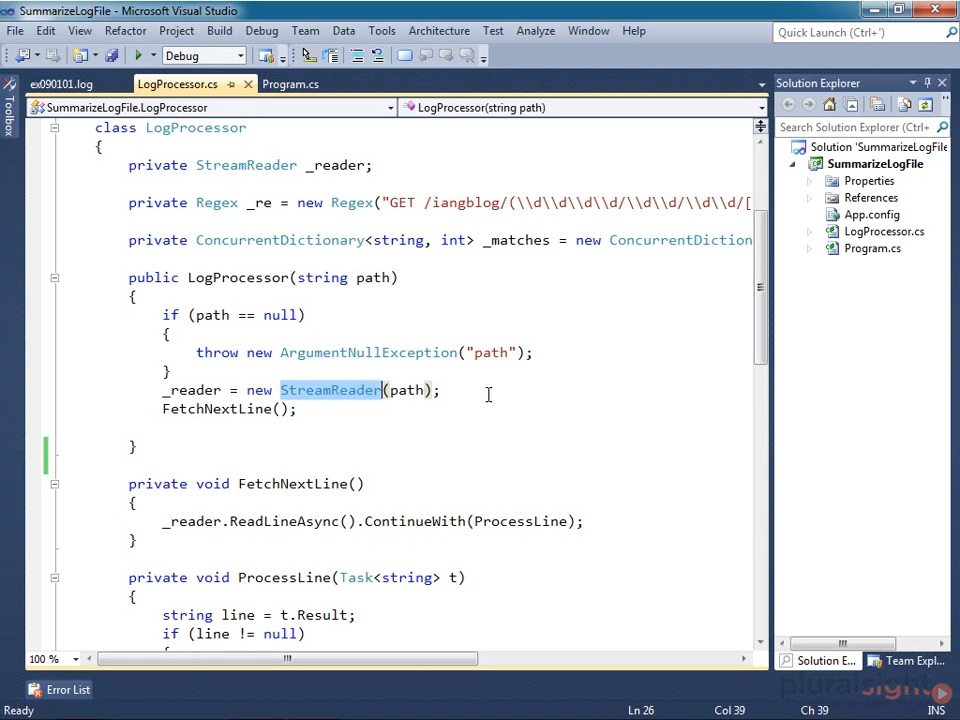 SummarizeLogFile - Microsoft Visual Studio
File Edit View Refactor Project Build Debug Team Data Tools Architecture Test Analyze Window Help
Quick Launch (Ctrl+')
Debug
ex090101.log LogProcessor.cs Program.cs
Solution Explorer
Toolbox
SummarizeLogFile.LogProcessor LogProcessor(string path)
Search Solution Explorer (Ctrl+
Solution 'SummarizeLogFile
SummarizeLogFile
Properties
References
App.config
LogProcessor.cs
Program.cs
class LogProcessor
{
private StreamReader _reader;
private Regex _re = new Regex("GET /iangblog/(\\d\\d\\d\\d/\\d\\d/\\d\\d/[
private ConcurrentDictionary<string, int> _matches = new ConcurrentDiction
public LogProcessor(string path)
{
if (path == null)
{
throw new ArgumentNullException("path");
}
_reader = new StreamReader(path);
FetchNextLine();
}
private void FetchNextLine()
{
_reader.ReadLineAsync().ContinueWith(ProcessLine);
}
private void ProcessLine(Task<string> t)
{
string line = t.Result;
if (line != null)
{
100 %
Solution E... Team Expl...
Error List
pluralsight
Ready Ln 26 Col 39 Ch 39 INS